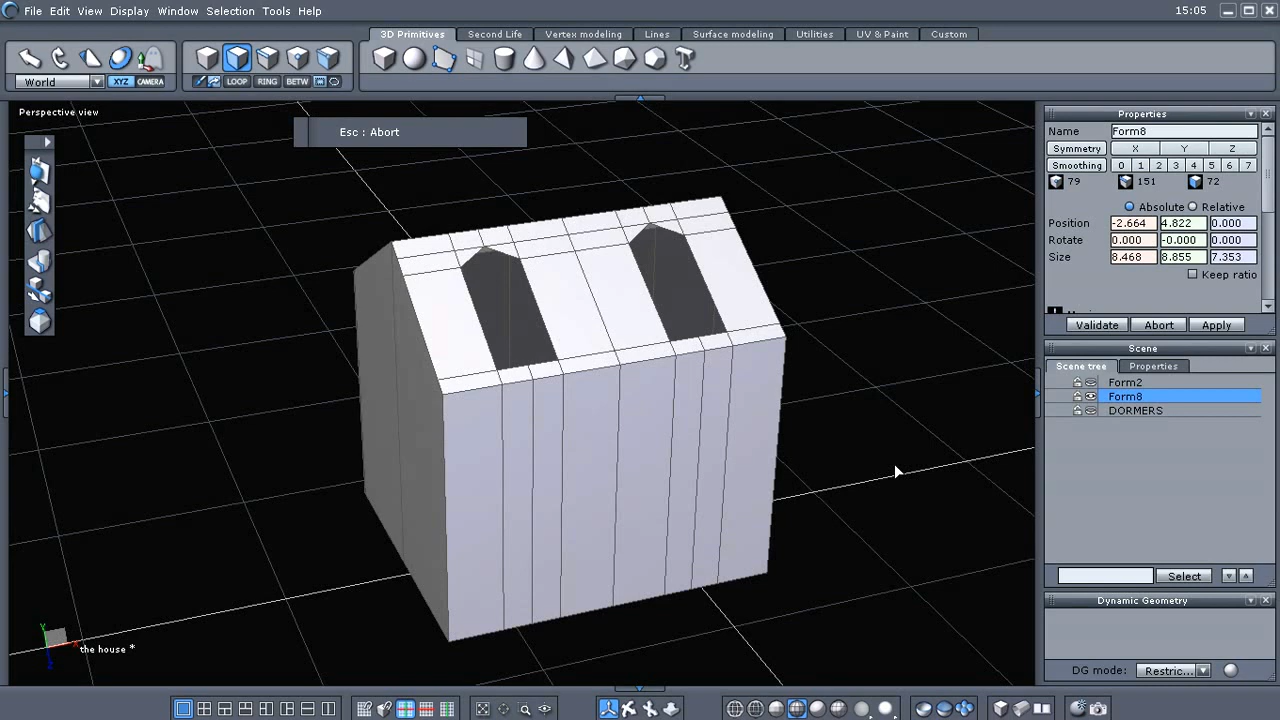 File Edit View Display Window Selection Tools Help 15:05
3D Primitives Second Life Vertex modeling Lines Surface modeling Utilities UV & Paint Custom
World XYZ CAMERA LOOP RING BETW
Perspective view
Esc : Abort
Properties
Name Form8
Symmetry X Y Z
Smoothing 0 1 2 3 4 5 6 7
79 151 72
Absolute Relative
Position -2.664 4.822 0.000
Rotate 0.000 -0.000 0.000
Size 8.468 8.855 7.353
Keep ratio
Validate Abort Apply
Scene
Scene tree Properties
Form2
Form8
DORMERS
Select
Dynamic Geometry
DG mode: Restric...
Y
X
Z
the house *